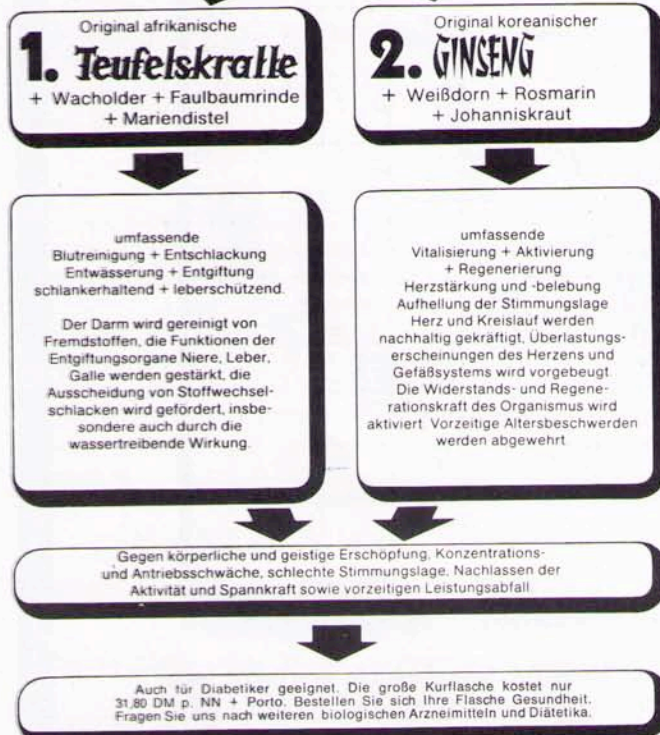 Original afrikanische
1. Teufelskralle
+ Wacholder + Faulbaumrinde
+ Mariendistel
Original koreanischer
2. GINSENG
+ Weißdorn + Rosmarin
+ Johanniskraut
umfassende
Blutreinigung + Entschlackung
Entwässerung + Entgiftung
schlankerhaltend + leberschützend.
Der Darm wird gereinigt von
Fremdstoffen, die Funktionen der
Entgiftungsorgane Niere, Leber,
Galle werden gestärkt, die
Ausscheidung von Stoffwechsel-
schlacken wird gefördert, insbe-
sondere auch durch die
wassertreibende Wirkung.
umfassende
Vitalisierung + Aktivierung
+ Regenerierung
Herzstärkung und -belebung
Aufhellung der Stimmungslage
Herz und Kreislauf werden
nachhaltig gekräftigt, Überlastungs-
erscheinungen des Herzens und
Gefäßsystems wird vorgebeugt.
Die Widerstands- und Regene-
rationskraft des Organismus wird
aktiviert. Vorzeitige Altersbeschwerden
werden abgewehrt
Gegen körperliche und geistige Erschöpfung, Konzentrations-
und Antriebsschwäche, schlechte Stimmungslage, Nachlassen der
Aktivität und Spannkraft sowie vorzeitigen Leistungsabfall
Auch für Diabetiker geeignet. Die große Kurflasche kostet nur
31,80 DM p. NN + Porto. Bestellen Sie sich Ihre Flasche Gesundheit.
Fragen Sie uns nach weiteren biologischen Arzneimitteln und Diätetika.